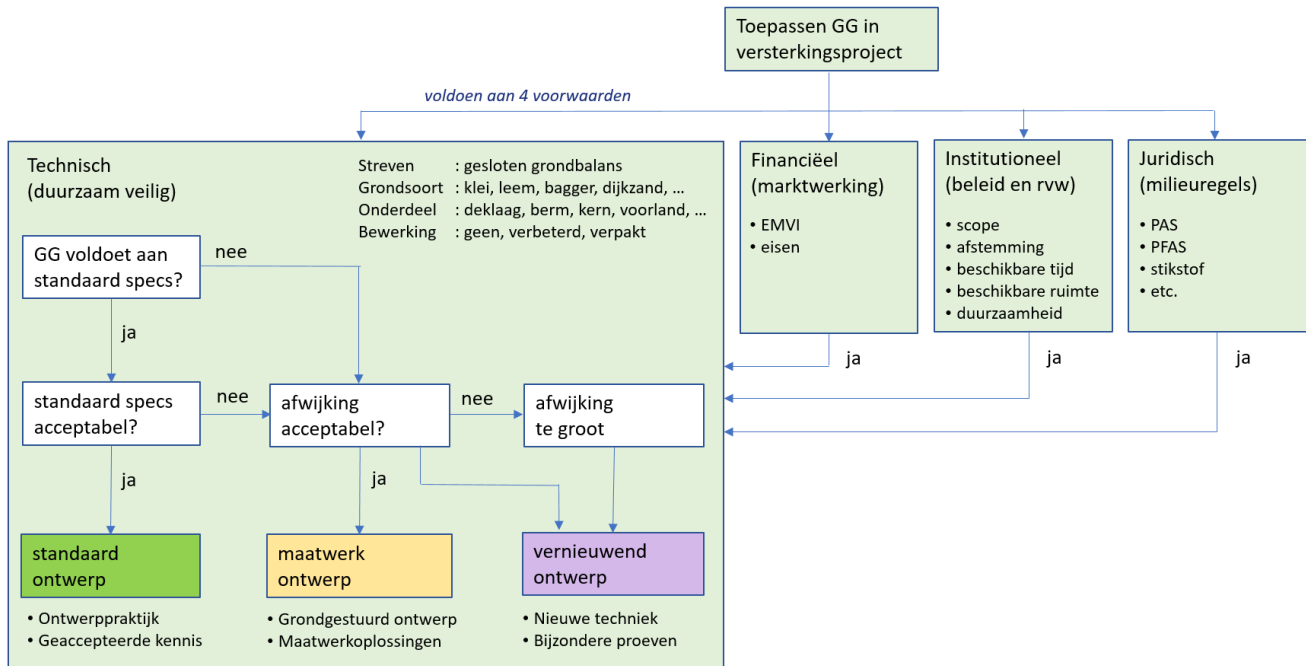 Toepassen GG in
versterkingsproject
voldoen aan 4 voorwaarden
Technisch
(duurzaam veilig)
Streven : gesloten grondbalans
Grondsoort : klei, leem, bagger, dijkzand, ...
Onderdeel : deklaag, berm, kern, voorland, ...
Bewerking : geen, verbeterd, verpakt
GG voldoet aan
standaard specs?
nee
ja
standaard specs
acceptabel?
nee
afwijking
acceptabel?
nee
afwijking
te groot
ja
ja
standaard
ontwerp
maatwerk
ontwerp
vernieuwend
ontwerp
• Ontwerppraktijk
• Geaccepteerde kennis
• Grondgestuurd ontwerp
• Maatwerkoplossingen
• Nieuwe techniek
• Bijzondere proeven
Financiëel
(marktwerking)
• EMVI
• eisen
ja
Institutioneel
(beleid en rvw)
• scope
• afstemming
• beschikbare tijd
• beschikbare ruimte
• duurzaamheid
ja
Juridisch
(milieuregels)
• PAS
• PFAS
• stikstof
• etc.
ja